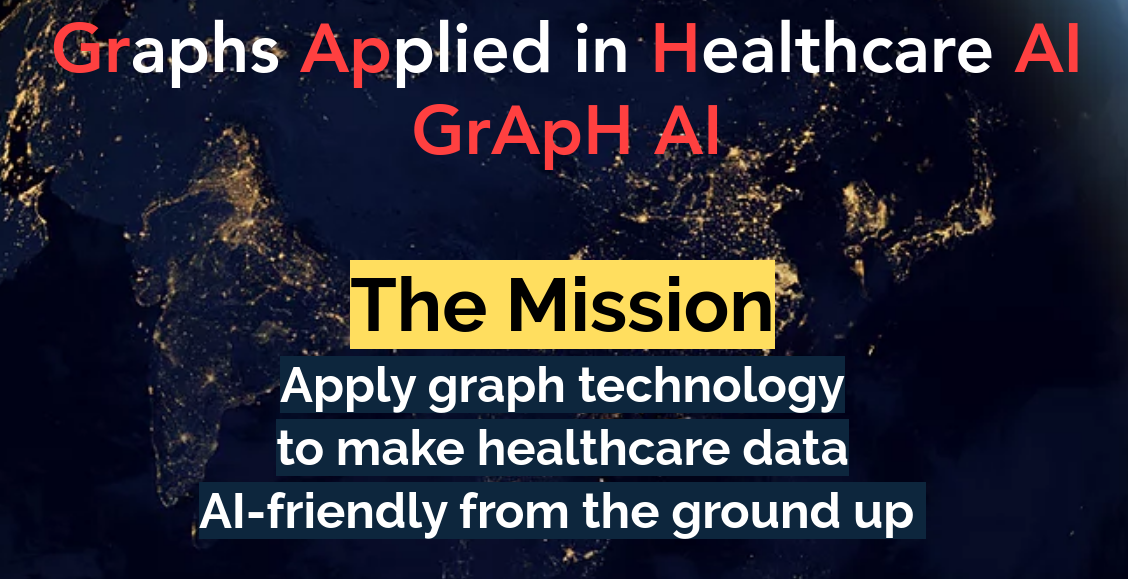 Graphs Applied in Healthcare AI
GrApH AI
The Mission
Apply graph technology
to make healthcare data
AI-friendly from the ground up